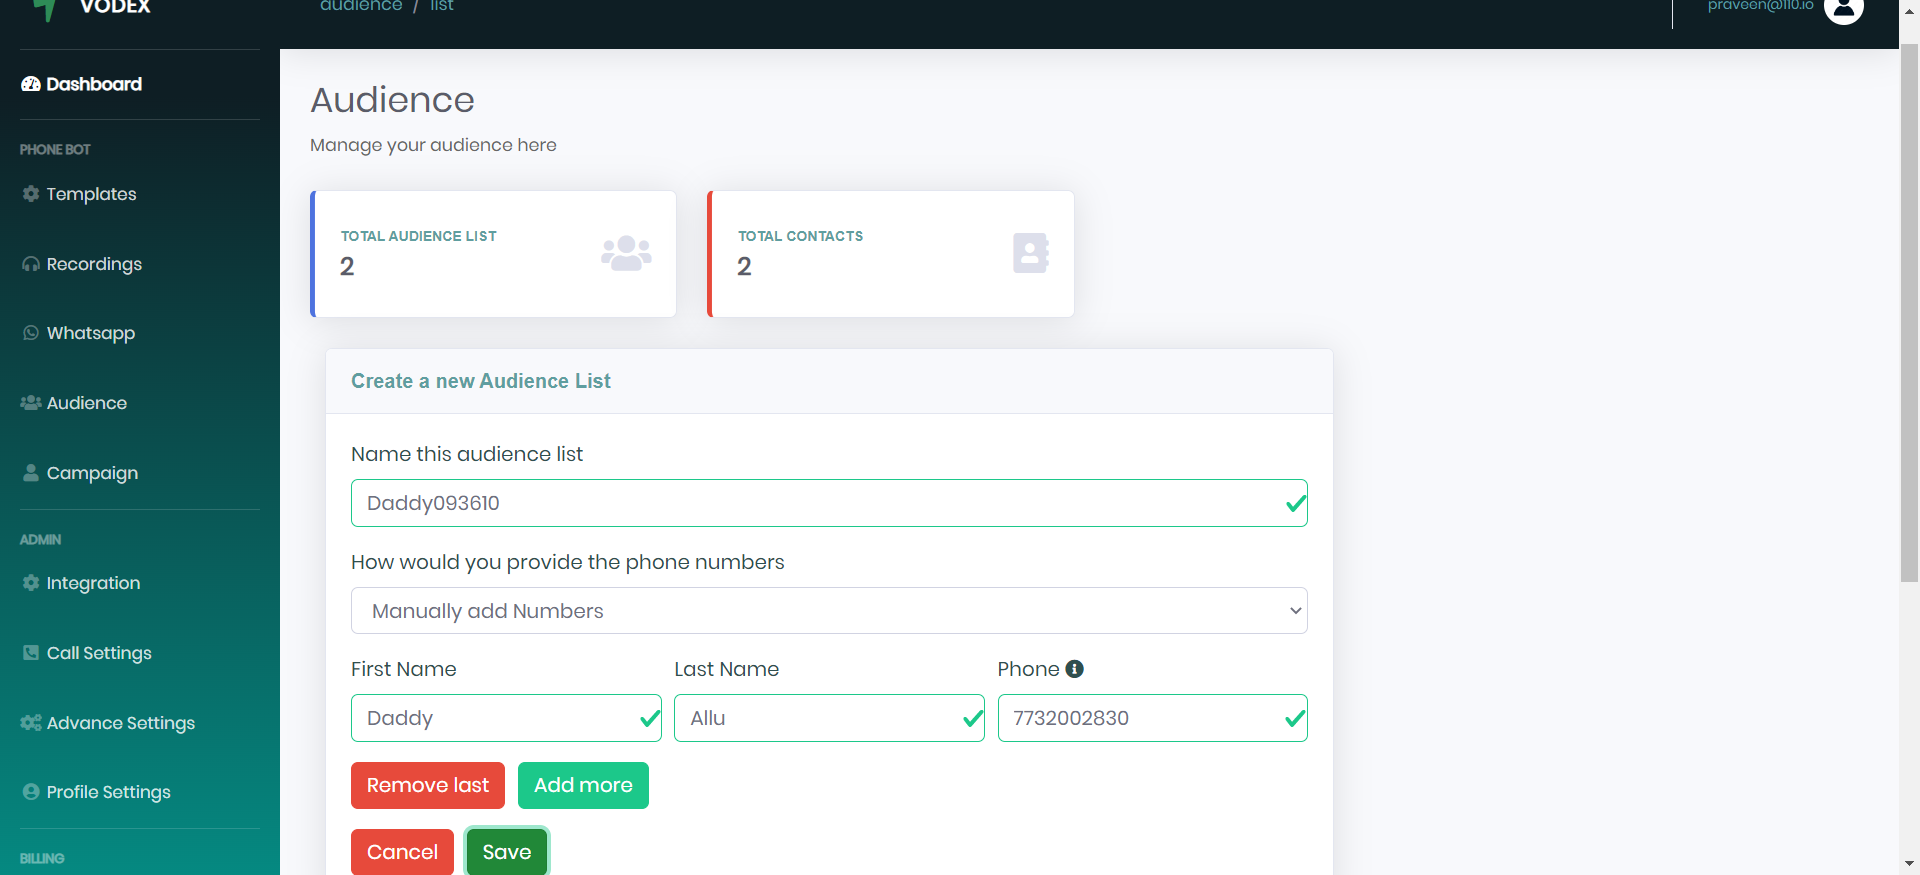 VODEX
audience / list
praveen@110.io
Dashboard
PHONE BOT
Templates
Recordings
Whatsapp
Audience
Campaign
ADMIN
Integration
Call Settings
Advance Settings
Profile Settings
BILLING
Audience
Manage your audience here
TOTAL AUDIENCE LIST
2
TOTAL CONTACTS
2
Create a new Audience List
Name this audience list
Daddy093610
How would you provide the phone numbers
Manually add Numbers
First Name Last Name Phone
Daddy Allu 7732002830
Remove last Add more
Cancel Save